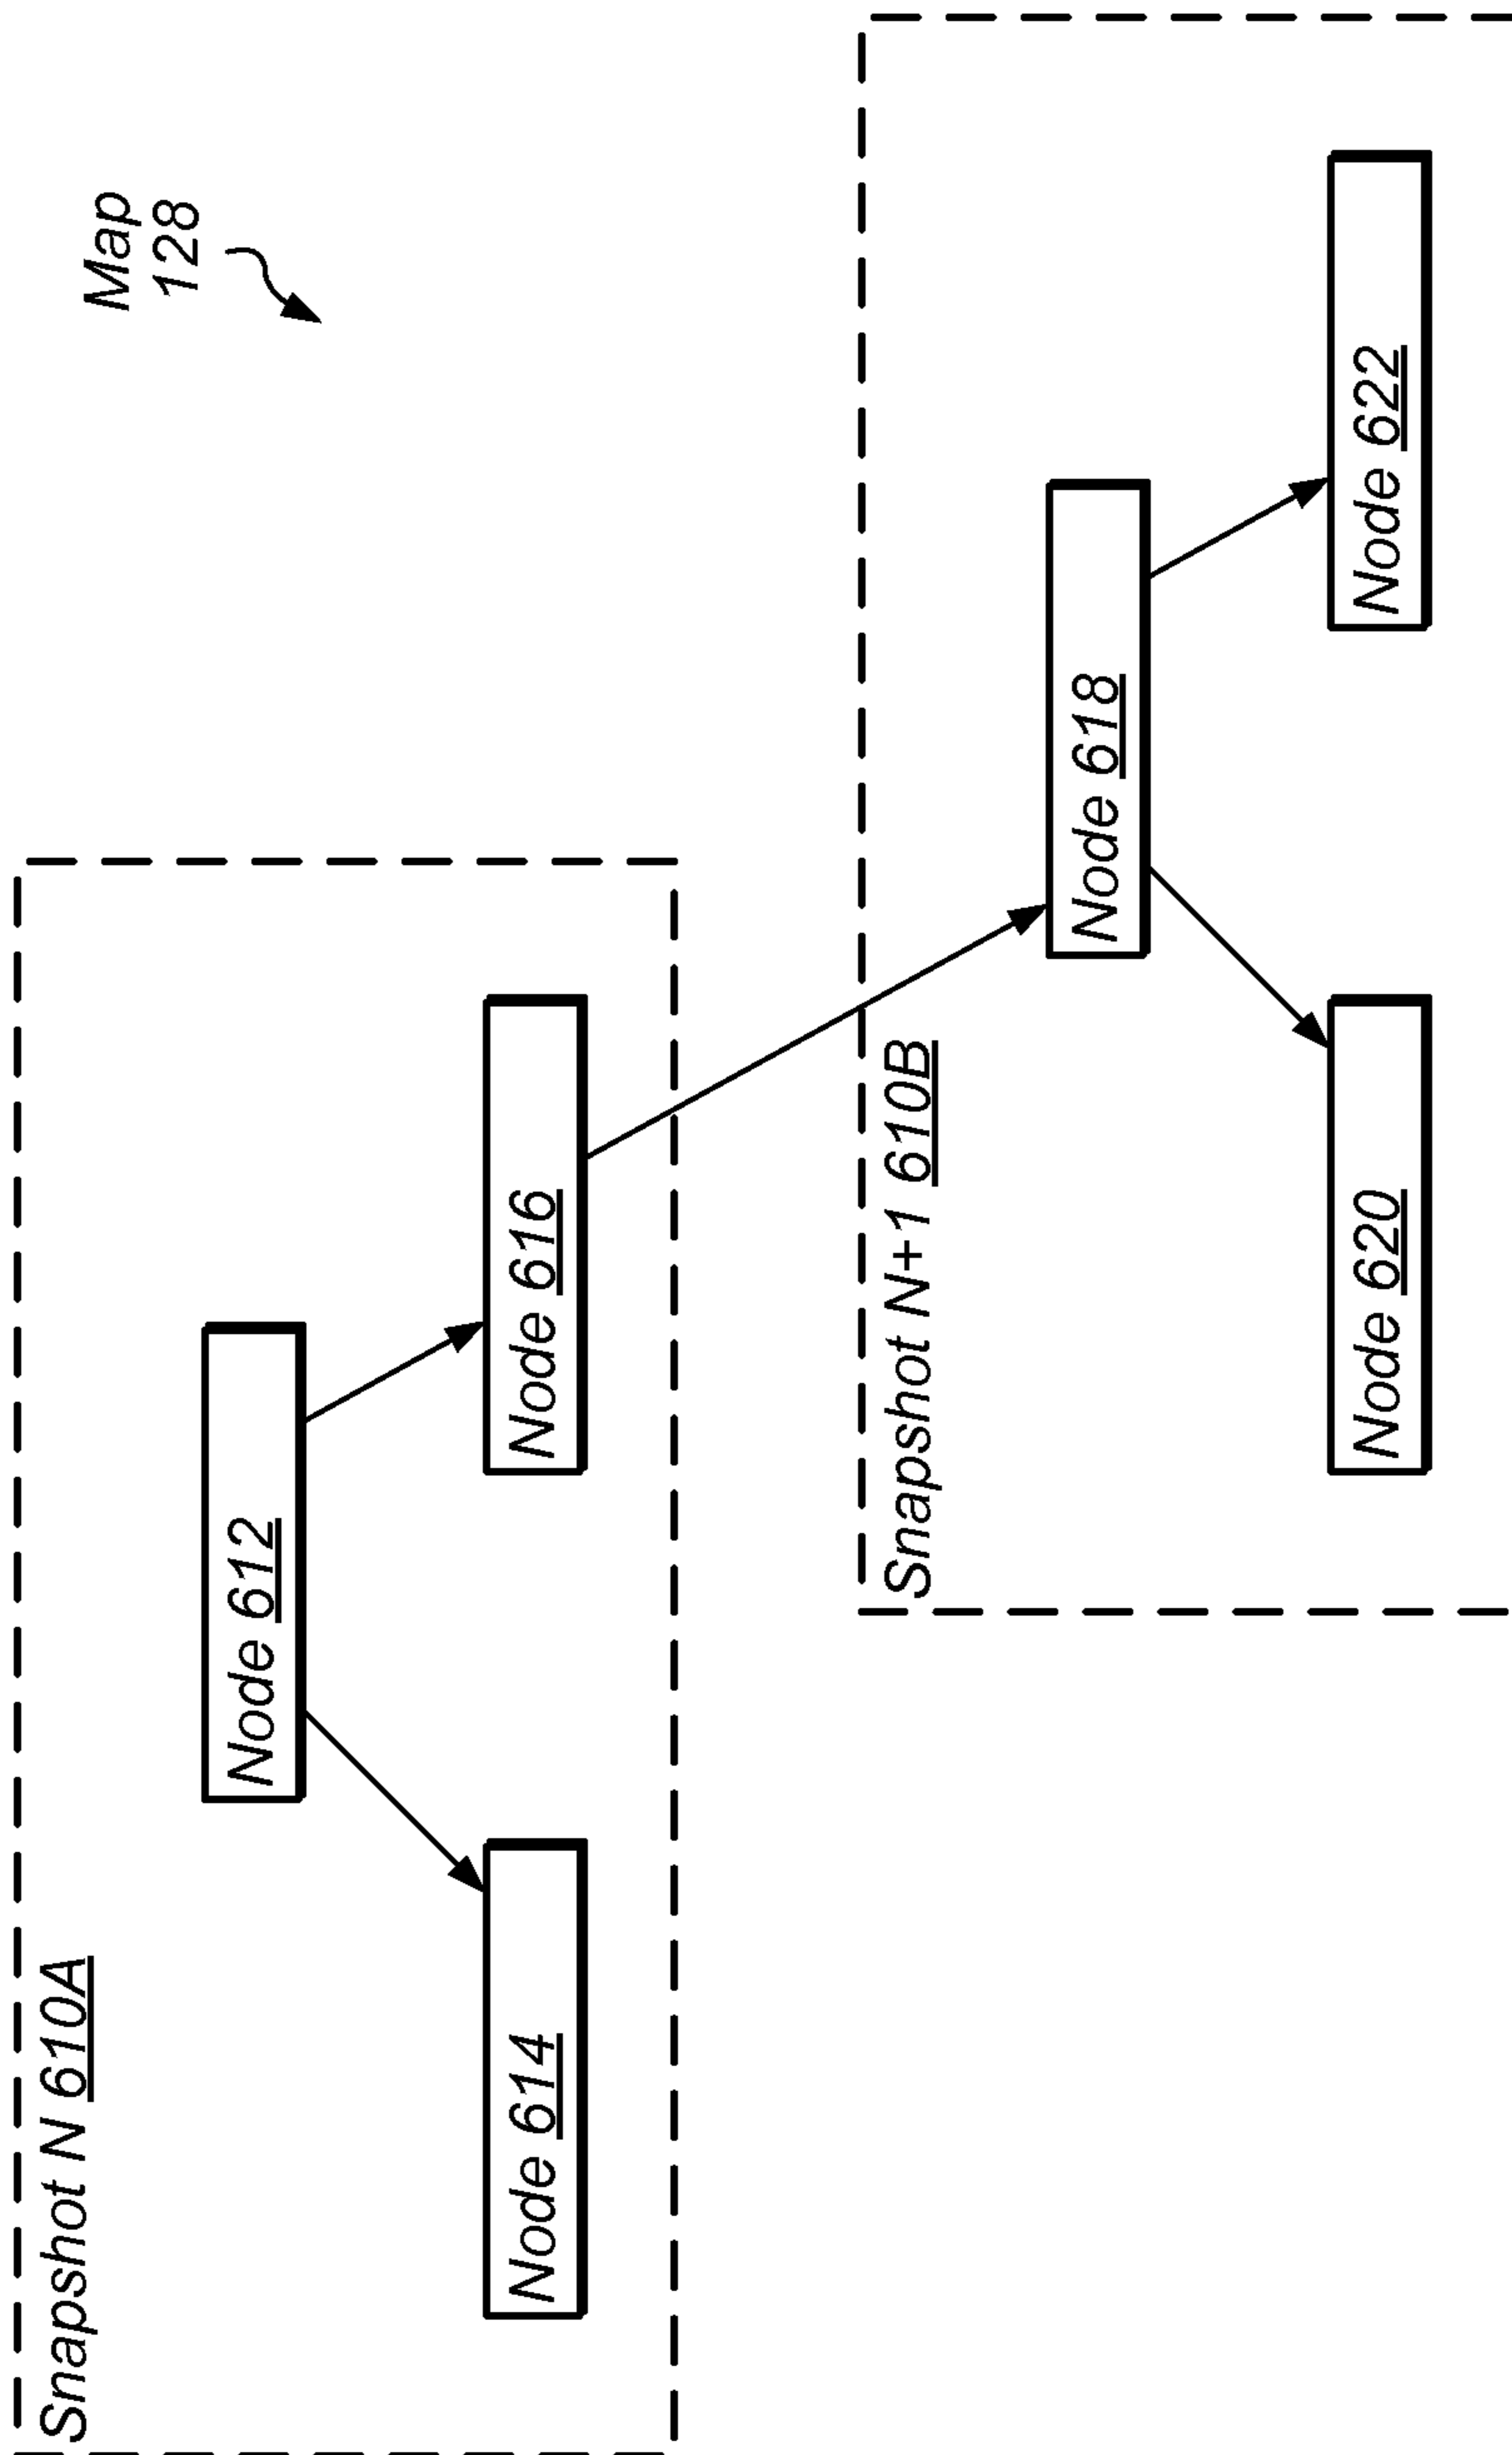 Map
128
Snapshot N 610A
Node 612
Node 614
Node 616
Snapshot N+1 610B
Node 618
Node 620
Node 622